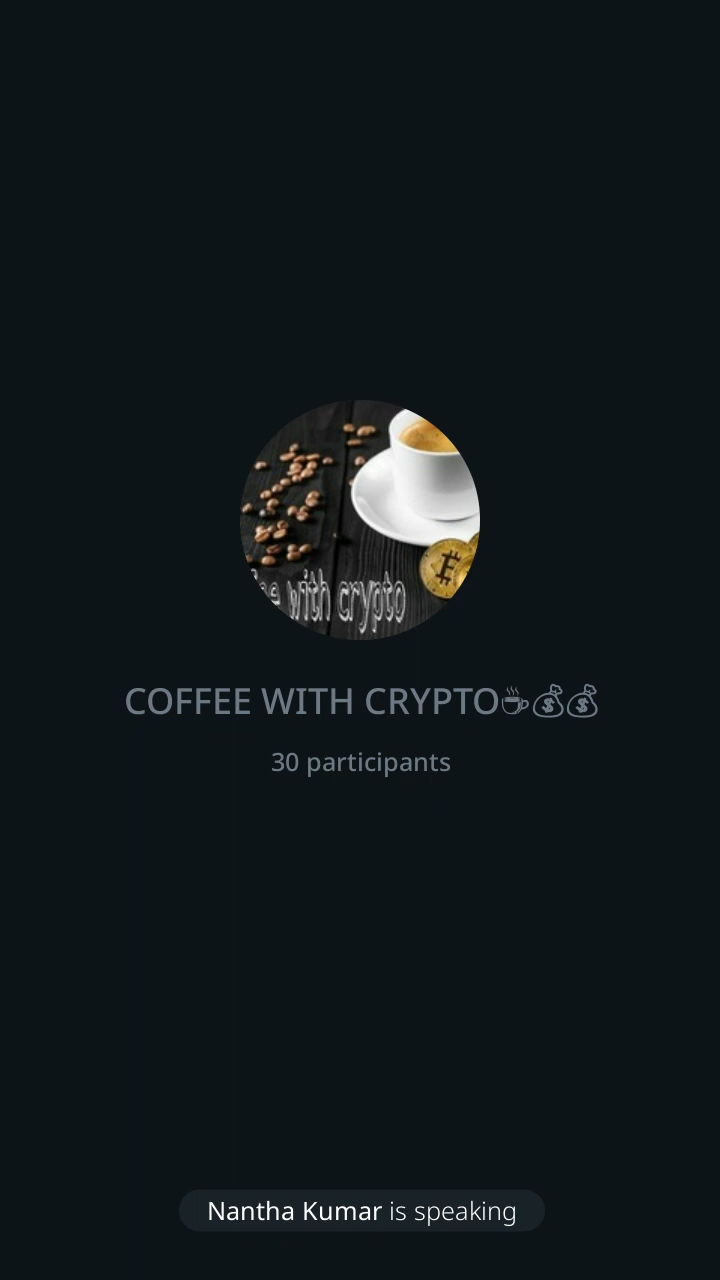 with crypto
COFFEE WITH CRYPTO☕💰💰
30 participants
Nantha Kumar is speaking